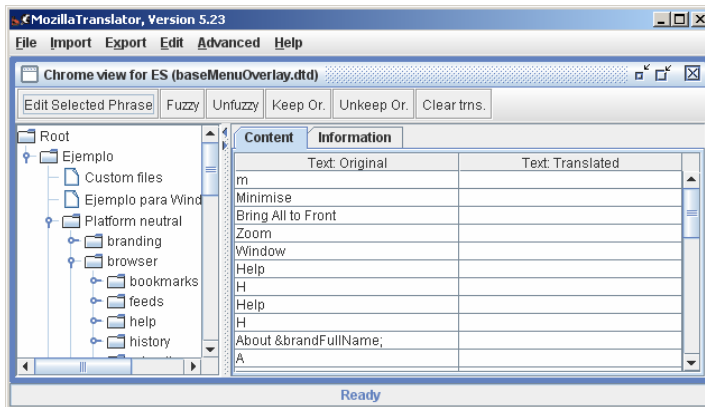 MozillaTranslator, Version 5.23
File Import Export Edit Advanced Help
Chrome view for ES (baseMenuOverlay.dtd)
Edit Selected Phrase Fuzzy Unfuzzy Keep Or. Unkeep Or. Clear trns.
Root
Ejemplo
Custom files
Ejemplo para Wind
Platform neutral
branding
browser
bookmarks
feeds
help
history
Content Information
Text: Original Text: Translated
m
Minimise
Bring All to Front
Zoom
Window
Help
H
Help
H
About &brandFullName;
A
Ready